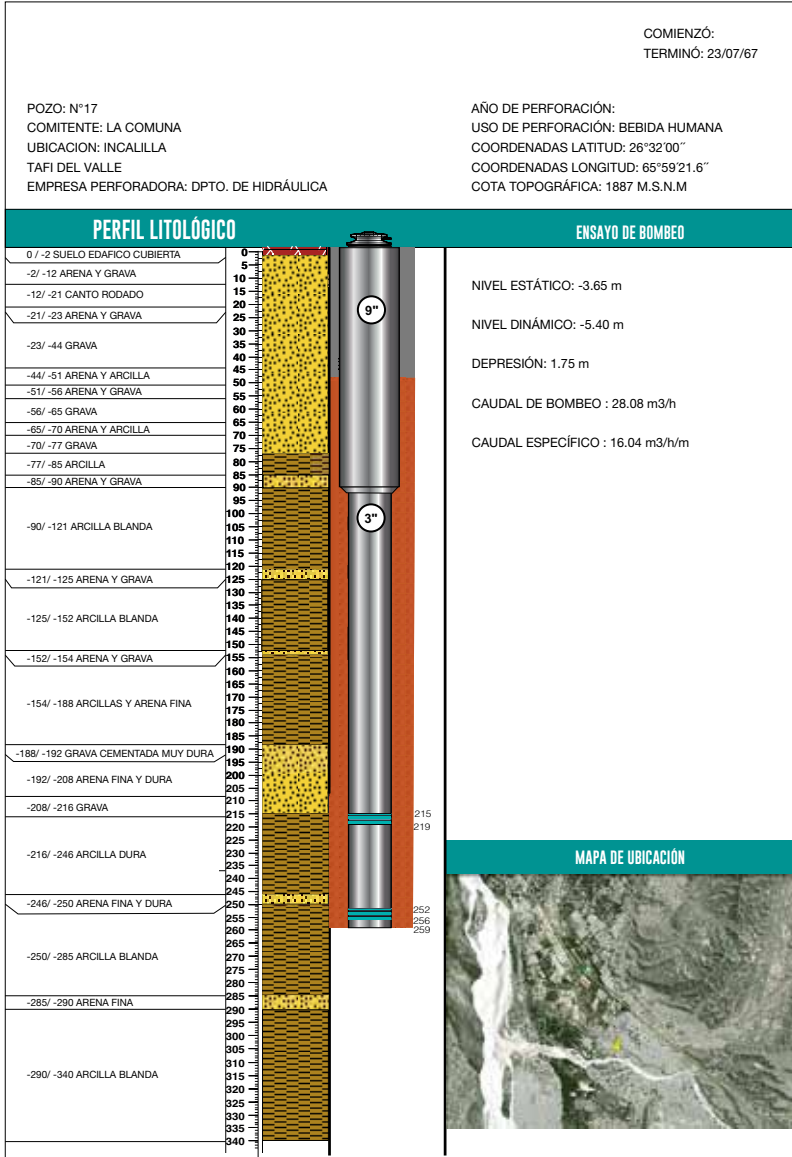 COMIENZÓ:
TERMINÓ: 23/07/67
POZO: N°17
COMITENTE: LA COMUNA
UBICACION: INCALILLA
TAFI DEL VALLE
EMPRESA PERFORADORA: DPTO. DE HIDRÁULICA
AÑO DE PERFORACIÓN:
USO DE PERFORACIÓN: BEBIDA HUMANA
COORDENADAS LATITUD: 26°32'00''
COORDENADAS LONGITUD: 65°59'21.6''
COTA TOPOGRÁFICA: 1887 M.S.N.M
PERFIL LITOLÓGICO
ENSAYO DE BOMBEO
0 / -2 SUELO EDAFICO CUBIERTA
-2/ -12 ARENA Y GRAVA
-12/ -21 CANTO RODADO
-21/ -23 ARENA Y GRAVA
-23/ -44 GRAVA
-44/ -51 ARENA Y ARCILLA
-51/ -56 ARENA Y GRAVA
-56/ -65 GRAVA
-65/ -70 ARENA Y ARCILLA
-70/ -77 GRAVA
-77/ -85 ARCILLA
-85/ -90 ARENA Y GRAVA
-90/ -121 ARCILLA BLANDA
-121/ -125 ARENA Y GRAVA
-125/ -152 ARCILLA BLANDA
-152/ -154 ARENA Y GRAVA
-154/ -188 ARCILLAS Y ARENA FINA
-188/ -192 GRAVA CEMENTADA MUY DURA
-192/ -208 ARENA FINA Y DURA
-208/ -216 GRAVA
-216/ -246 ARCILLA DURA
-246/ -250 ARENA FINA Y DURA
-250/ -285 ARCILLA BLANDA
-285/ -290 ARENA FINA
-290/ -340 ARCILLA BLANDA
0
5
10
15
20
25
30
35
40
45
50
55
60
65
70
75
80
85
90
95
100
105
110
115
120
125
130
135
140
145
150
155
160
165
170
175
180
185
190
195
200
205
210
215
220
225
230
235
240
245
250
255
260
265
270
275
280
285
290
295
300
305
310
315
320
325
330
335
340
9"
3"
215
219
252
256
259
NIVEL ESTÁTICO: -3.65 m
NIVEL DINÁMICO: -5.40 m
DEPRESIÓN: 1.75 m
CAUDAL DE BOMBEO : 28.08 m3/h
CAUDAL ESPECÍFICO : 16.04 m3/h/m
MAPA DE UBICACIÓN